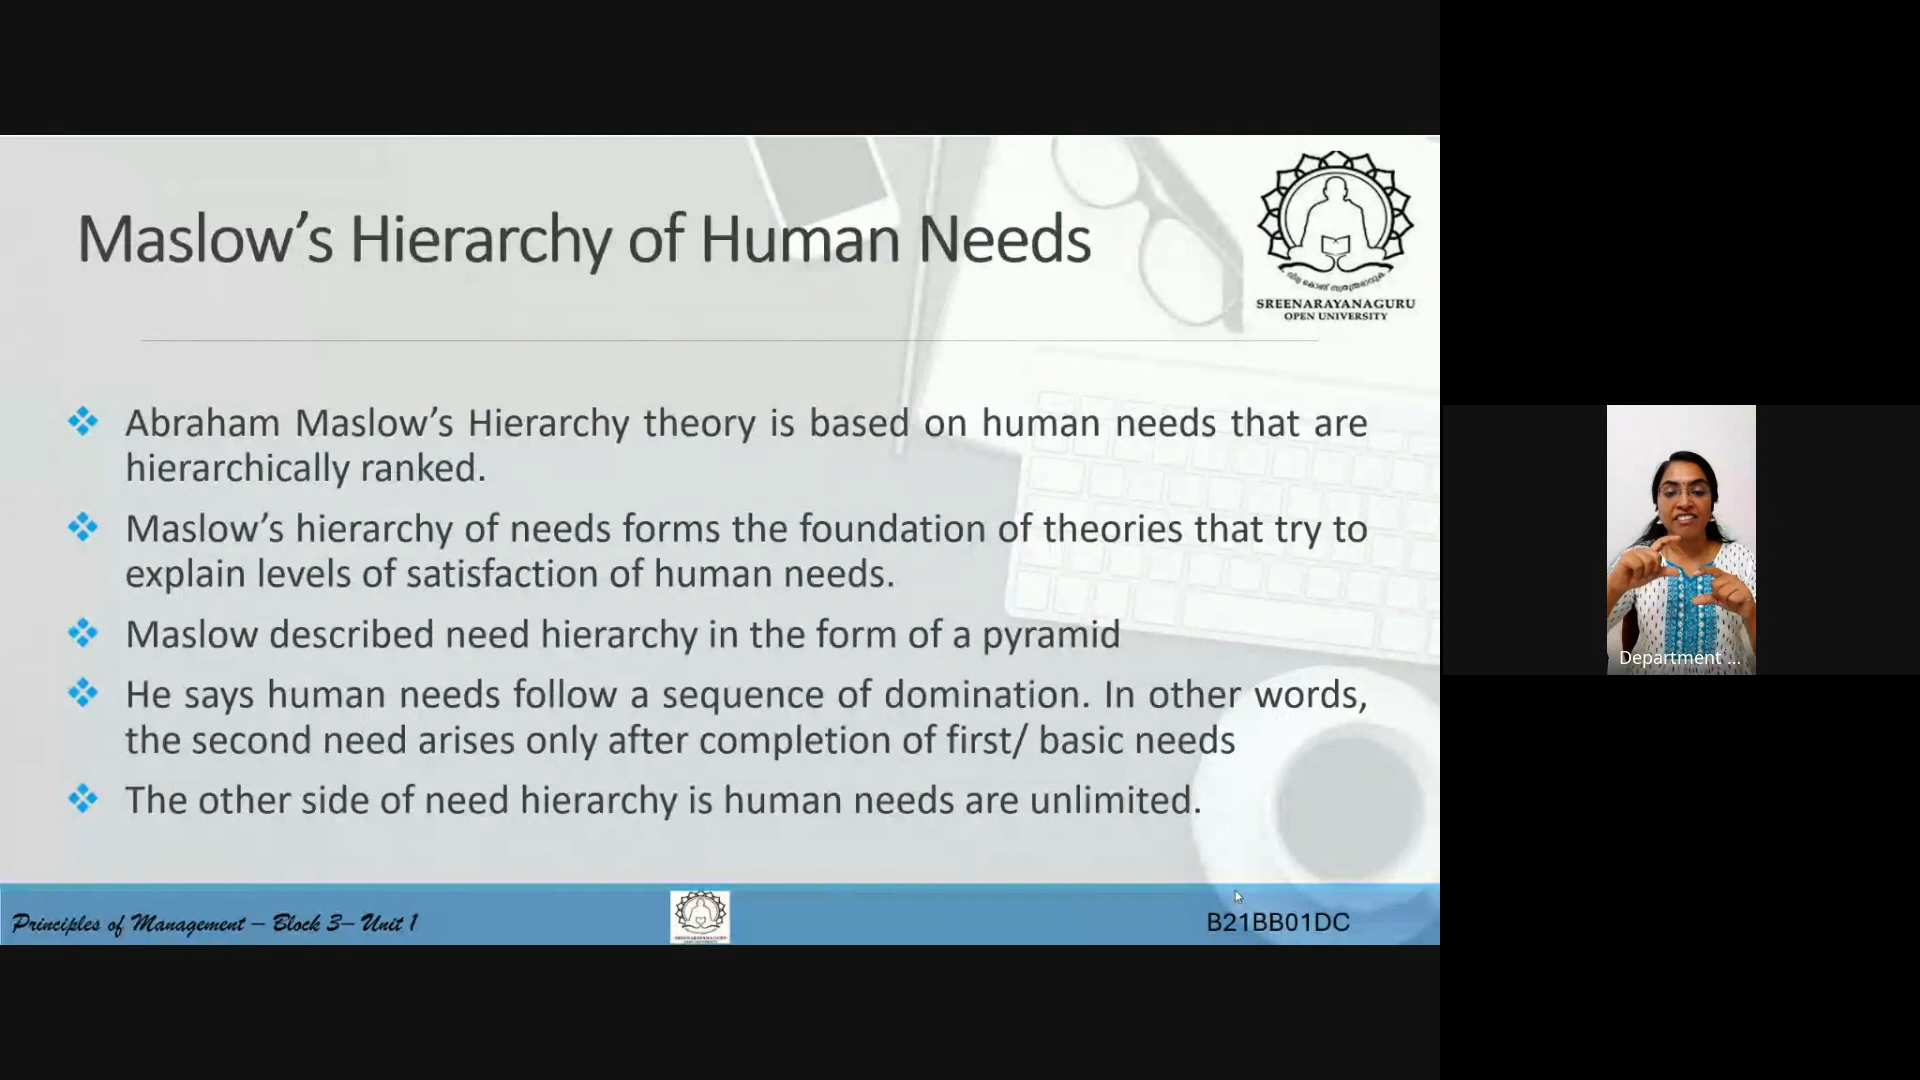 Maslow’s Hierarchy of Human Needs
SREENARAYANAGURU
OPEN UNIVERSITY
Abraham Maslow’s Hierarchy theory is based on human needs that are
hierarchically ranked.
Maslow’s hierarchy of needs forms the foundation of theories that try to
explain levels of satisfaction of human needs.
Maslow described need hierarchy in the form of a pyramid
He says human needs follow a sequence of domination. In other words,
the second need arises only after completion of first/ basic needs
The other side of need hierarchy is human needs are unlimited.
Principles of Management – Block 3– Unit 1
B21BB01DC
Department ...